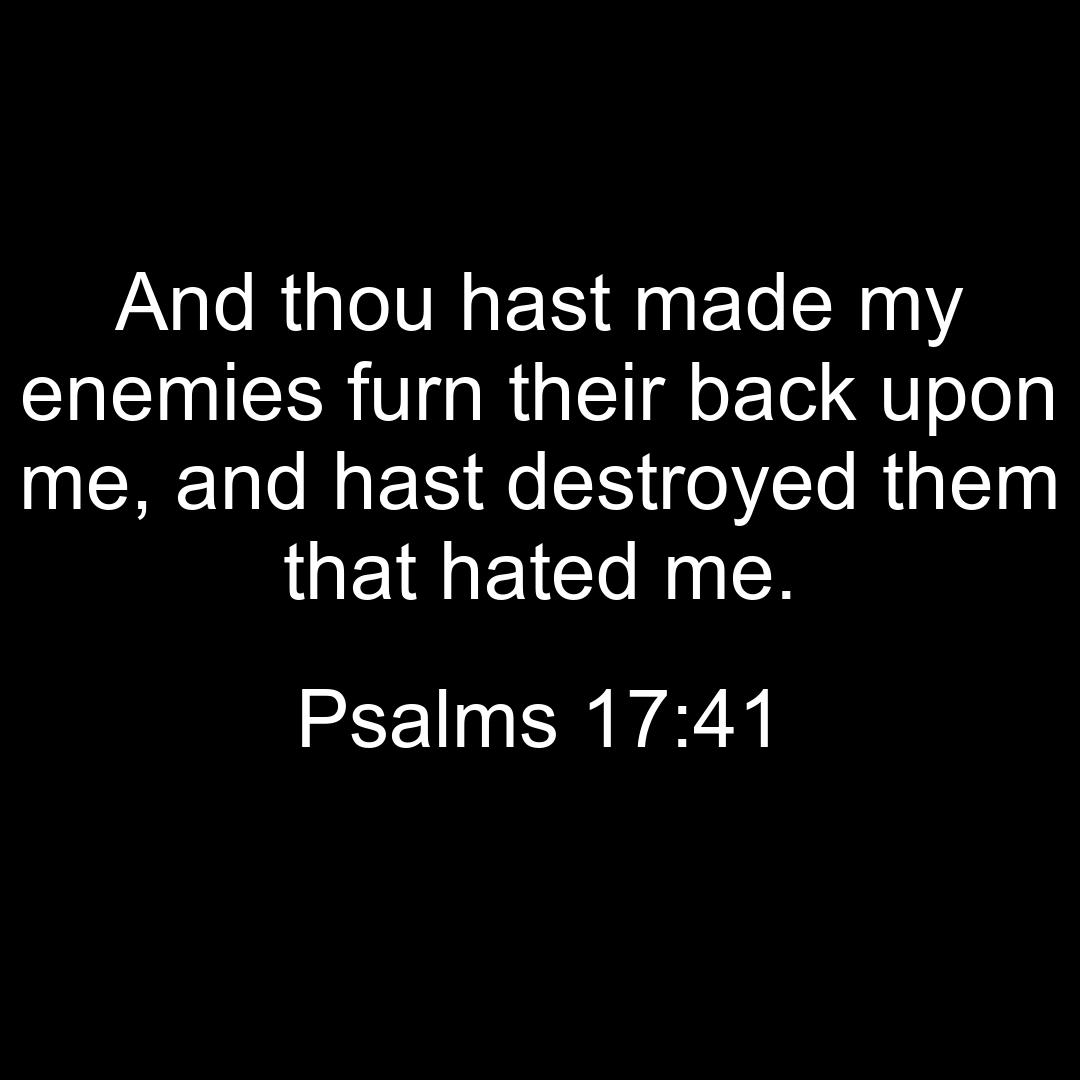 And thou hast made my
enemies furn their back upon
me, and hast destroyed them
that hated me.
Psalms 17:41